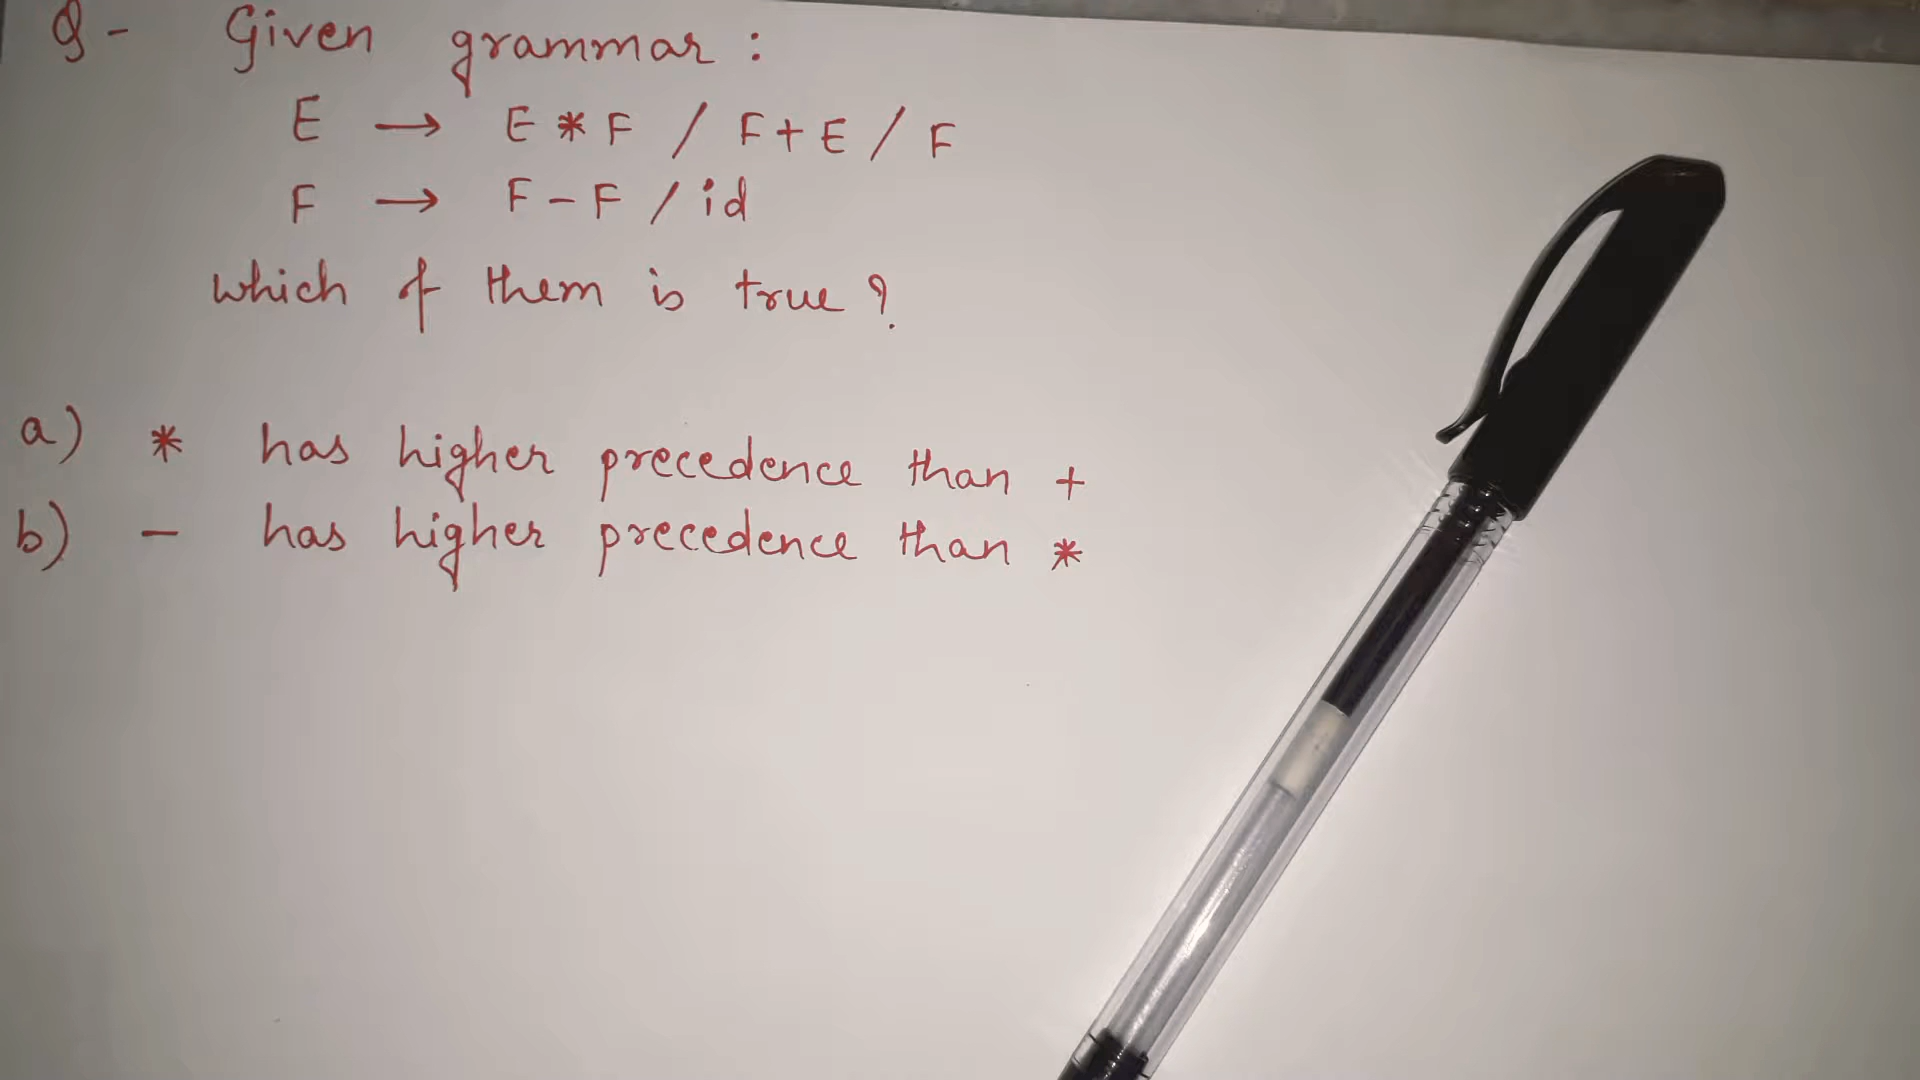 Q - Given grammar :
E → E * F / F + E / F
F → F - F / id
which of them is true ?
a) * has higher precedence than +
b) - has higher precedence than *